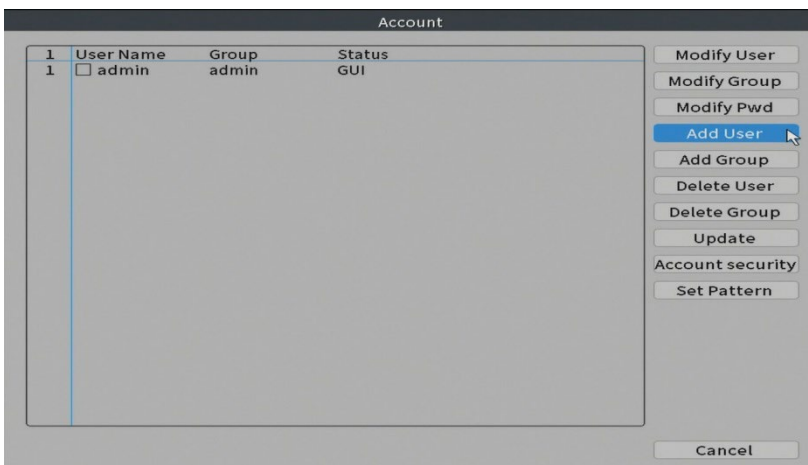 Account
1 User Name Group Status
1 admin admin GUI
Modify User
Modify Group
Modify Pwd
Add User
Add Group
Delete User
Delete Group
Update
Account security
Set Pattern
Cancel